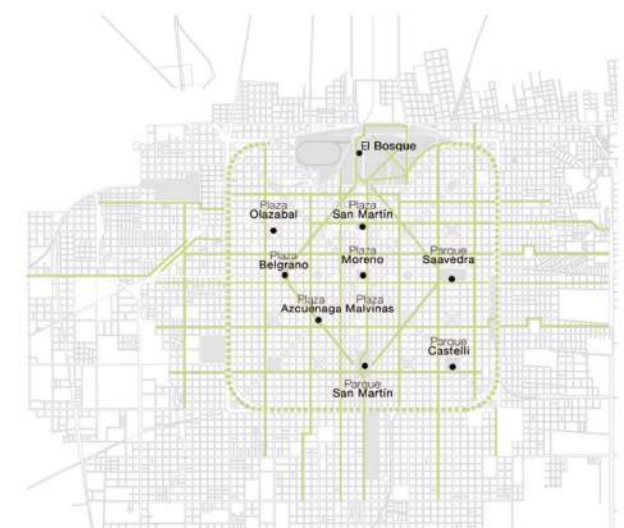 El Bosque
Plaza
Olazabal
Plaza
San Martín
Plaza
Belgrano
Plaza
Moreno
Parque
Saavedra
Plaza
Azcuénaga
Plaza
Malvinas
Parque
Castelli
Parque
San Martín